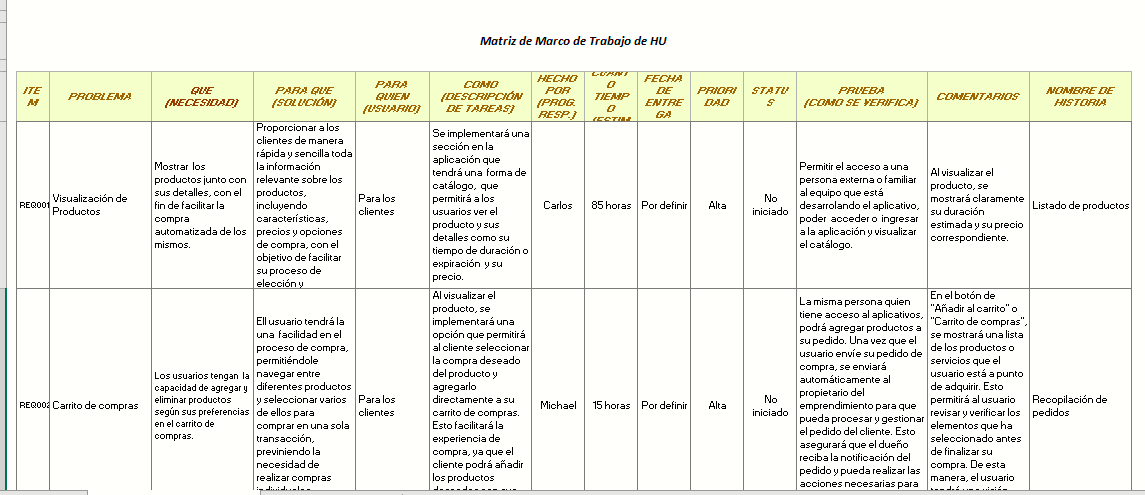 Matriz de Marco de Trabajo de HU
ITE
M
PROBLEMA
QUE
(NECESIDAD)
PARA QUE
(SOLUCIÓN)
PARA
QUIEN
(USUARIO)
COMO
(DESCRIPCIÓN
DE TAREAS)
HECHO
POR
(PROG.
RESP.)
CUANT
O
TIEMP
O
(ESTIM
FECHA
DE
ENTRE
GA
PRIORI
DAD
STATU
S
PRUEBA
(COMO SE VERIFICA)
COMENTARIOS
NOMBRE DE
HISTORIA
REQ001
Visualización de
Productos
Mostrar los
productos junto con
sus detalles, con el
fin de facilitar la
compra
automatizada de los
mismos.
Proporcionar a los
clientes de manera
rápida y sencilla toda
la información
relevante sobre los
productos,
incluyendo
características,
precios y opciones
de compra, con el
objetivo de facilitar
su proceso de
elección y
Para los
clientes
Se implementará una
sección en la
aplicación que
tendrá una forma de
catálogo, que
permitirá a los
usuarios ver el
producto y sus
detalles como su
tiempo de duración o
expiración y su
precio.
Carlos
85 horas
Por definir
Alta
No
iniciado
Permitir el acceso a una
persona externa o familiar
al equipo que está
desarolando el aplicativo,
poder acceder o ingresar
a la aplicación y visualizar
el catálogo.
Al visualizar el
producto, se
mostrará claramente
su duración
estimada y su precio
correspondiente.
Listado de productos
REQ002
Carrito de compras
Los usuarios tengan la
capacidad de agregar y
eliminar productos
según sus preferencias
en el carrito de
compras.
Ell usuario tendrá la
una facilidad en el
proceso de compra,
permitiéndole
navegar entre
diferentes productos
y seleccionar varios
de ellos para
comprar en una sola
transacción,
previniendo la
necesidad de
realizar compras
individuales
Para los
clientes
Al visualizar el
producto, se
implementará una
opción que permitirá
al cliente seleccionar
la compra deseado
del producto y
agregarlo
directamente a su
carrito de compras.
Esto facilitará la
experiencia de
compra, ya que el
cliente podrá añadir
los productos
deseados con sus
Michael
15 horas
Por definir
Alta
No
iniciado
La misma persona quien
tiene acceso al aplicativos,
podrá agregar productos a
su pedido. Una vez que el
usuario envíe su pedido de
compra, se enviará
automáticamente al
propietario del
emprendimiento para que
pueda procesar y gestionar
el pedido del cliente. Esto
asegurará que el dueño
reciba la notificación del
pedido y pueda realizar las
acciones necesarias para
En el botón de
"Añadir al carrito" o
"Carrito de compras",
se mostrará una lista
de los productos o
servicios que el
usuario está a punto
de adquirir. Esto
permitirá al usuario
revisar y verificar los
elementos que ha
seleccionado antes
de finalizar su
compra. De esta
manera, el usuario
tendrá una visión
Recopilación de
pedidos